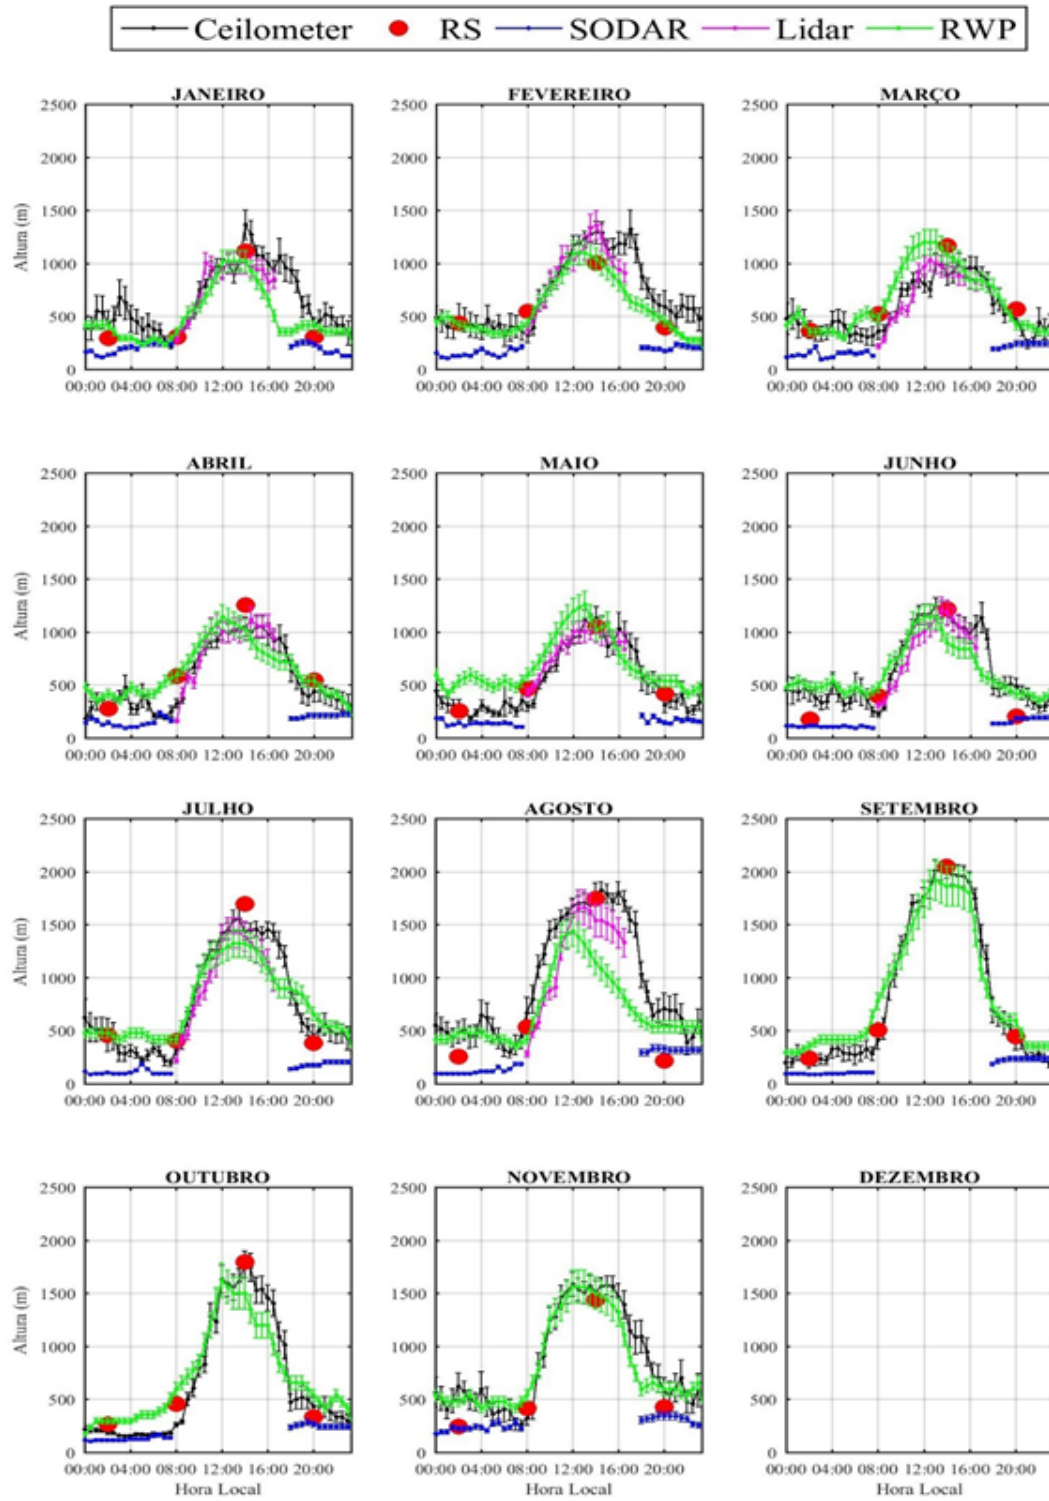 Ceilometer RS SODAR Lidar RWP
JANEIRO FEVEREIRO MARÇO
2500 2500 2500
2000 2000 2000
1500 1500 1500
1000 1000 1000
500 500 500
0 0 0
Altura (m)
00:00 04:00 08:00 12:00 16:00 20:00 00:00 04:00 08:00 12:00 16:00 20:00 00:00 04:00 08:00 12:00 16:00 20:00
ABRIL MAIO JUNHO
2500 2500 2500
2000 2000 2000
1500 1500 1500
1000 1000 1000
500 500 500
0 0 0
Altura (m)
00:00 04:00 08:00 12:00 16:00 20:00 00:00 04:00 08:00 12:00 16:00 20:00 00:00 04:00 08:00 12:00 16:00 20:00
JULHO AGOSTO SETEMBRO
2500 2500 2500
2000 2000 2000
1500 1500 1500
1000 1000 1000
500 500 500
0 0 0
Altura (m)
00:00 04:00 08:00 12:00 16:00 20:00 00:00 04:00 08:00 12:00 16:00 20:00 00:00 04:00 08:00 12:00 16:00 20:00
OUTUBRO NOVEMBRO DEZEMBRO
2500 2500 2500
2000 2000 2000
1500 1500 1500
1000 1000 1000
500 500 500
0 0 0
Altura (m)
00:00 04:00 08:00 12:00 16:00 20:00 00:00 04:00 08:00 12:00 16:00 20:00 00:00 04:00 08:00 12:00 16:00 20:00
Hora Local Hora Local Hora Local